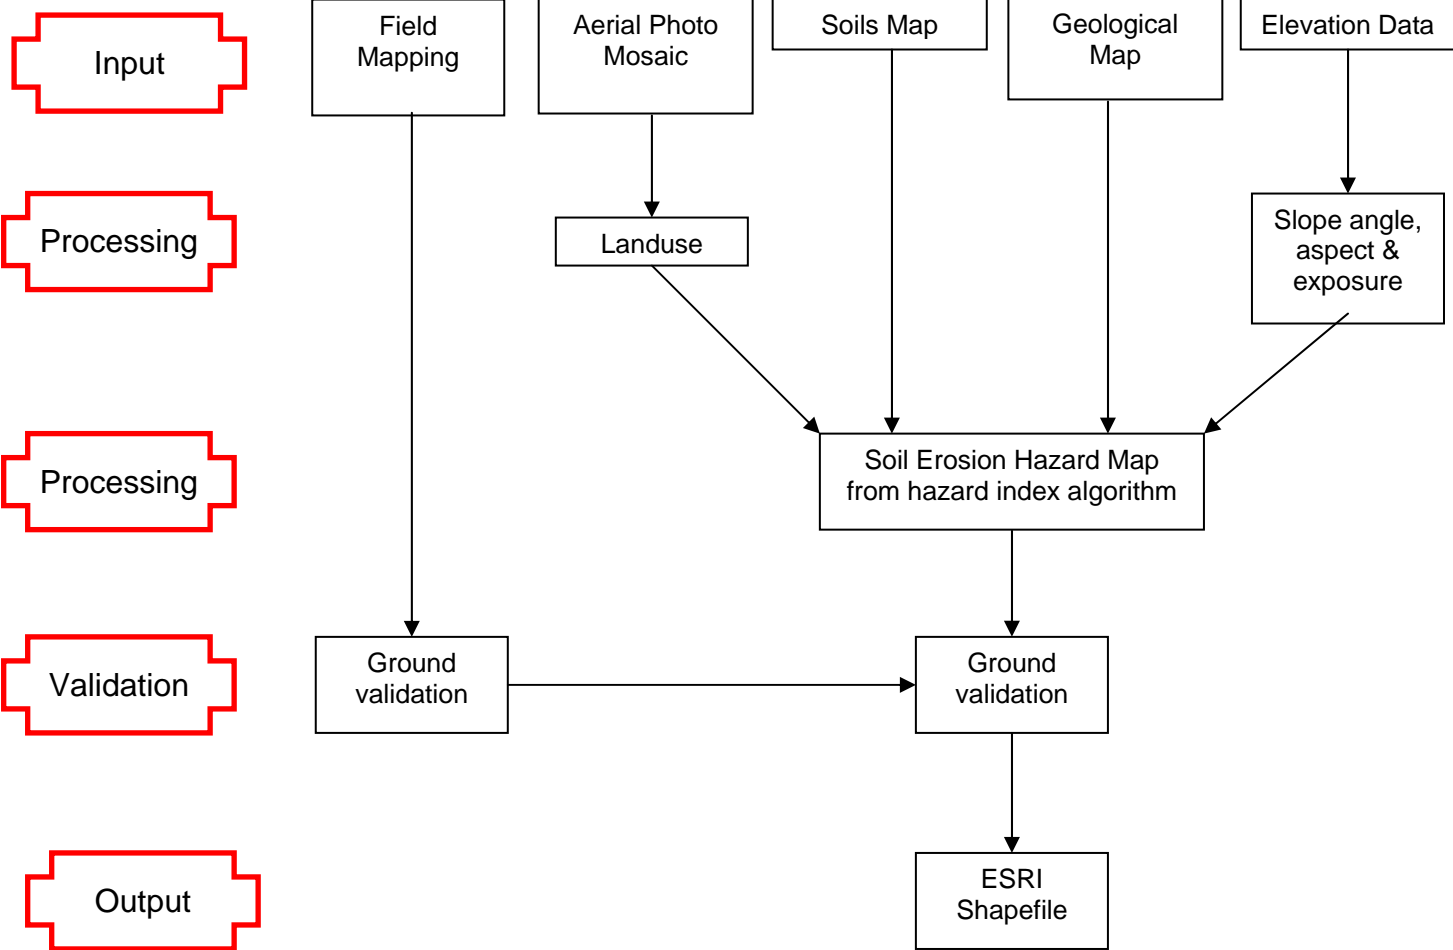 Input
Field
Mapping
Aerial Photo
Mosaic
Soils Map
Geological
Map
Elevation Data
Processing
Landuse
Slope angle,
aspect &
exposure
Processing
Soil Erosion Hazard Map
from hazard index algorithm
Validation
Ground
validation
Ground
validation
Output
ESRI
Shapefile